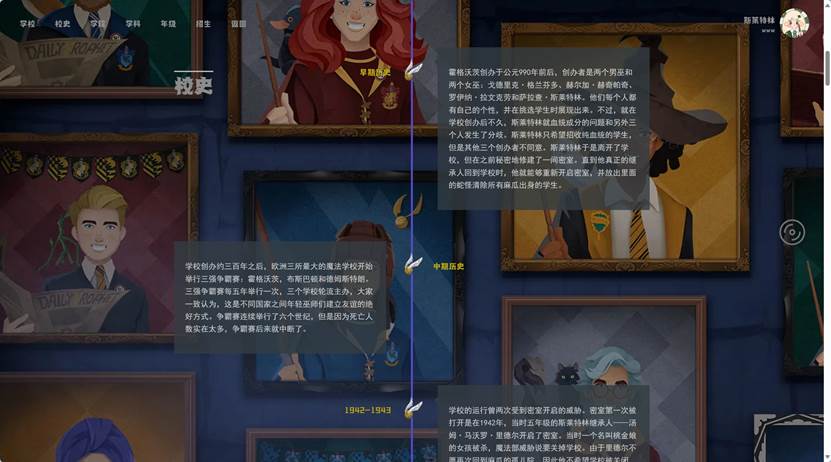 学校 校史 学院 学科 年级 招生 返回
斯莱特林
www
DAILY PROPHET
校史
早期历史
霍格沃茨创办于公元990年前后，创办者是两个男巫和
两个女巫：戈德里克·格兰芬多、赫尔加·赫奇帕奇、
罗伊纳·拉文克劳和萨拉查·斯莱特林。他们每个人都
有自己的个性，并在挑选学生时展现出来。不过，就在
学校创办后不久，斯莱特林就血统成分的问题和另外三
个人发生了分歧。斯莱特林只希望招收纯血统的学生，
但是其他三个创办者不同意。斯莱特林于是离开了学
校，但在之前秘密地修建了一间密室。直到他真正的继
承人回到学校时，他就能够重新开启密室，并放出里面
的蛇怪清除所有麻瓜出身的学生。
中期历史
学校创办约三百年之后，欧洲三所最大的魔法学校开始
举行三强争霸赛：霍格沃茨，布斯巴顿和德姆斯特朗。
三强争霸赛每五年举行一次，三个学校轮流主办，大家
一致认为，这是不同国家之间年轻巫师们建立友谊的绝
好方式。争霸赛连续举行了六个世纪，但是因为死亡人
数实在太多，争霸赛后来就中断了。
DAILY PROPHET
1942-1943
学校的运行曾两次受到密室开启的威胁。密室第一次被
打开是在1942年，当时五年级的斯莱特林继承人——汤
姆·马沃罗·里德尔开启了密室。当时一个名叫桃金娘
的女孩被杀，魔法部威胁说要关掉学校。由于里德尔不